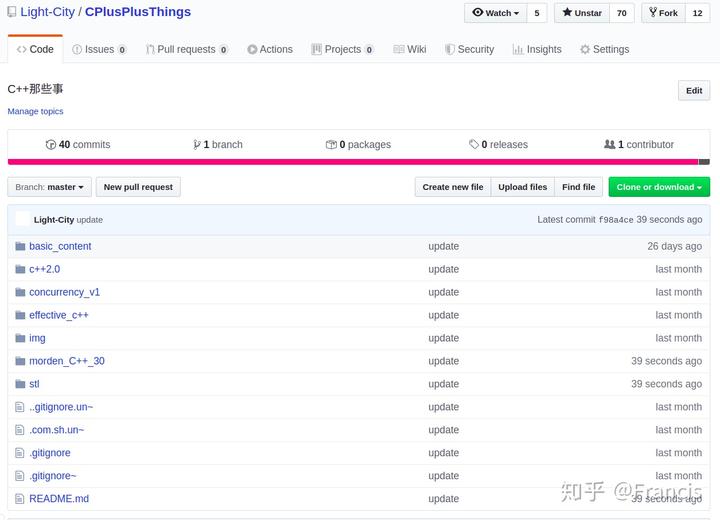 Light-City / CPlusPlusThings Watch 5 Unstar 70 Fork 12
Code Issues 0 Pull requests 0 Actions Projects 0 Wiki Security Insights Settings
C++那些事 Edit
Manage topics
40 commits 1 branch 0 packages 0 releases 1 contributor
Branch: master New pull request Create new file Upload files Find file Clone or download
Light-City update Latest commit f98a4ce 39 seconds ago
basic_content update 26 days ago
c++2.0 update last month
concurrency_v1 update last month
effective_c++ update last month
img update last month
morden_C++_30 update 39 seconds ago
stl update 39 seconds ago
..gitignore.un~ update last month
.com.sh.un~ update last month
.gitignore update last month
.gitignore~ update last month
README.md update 39 seconds ago
知乎 @Francis